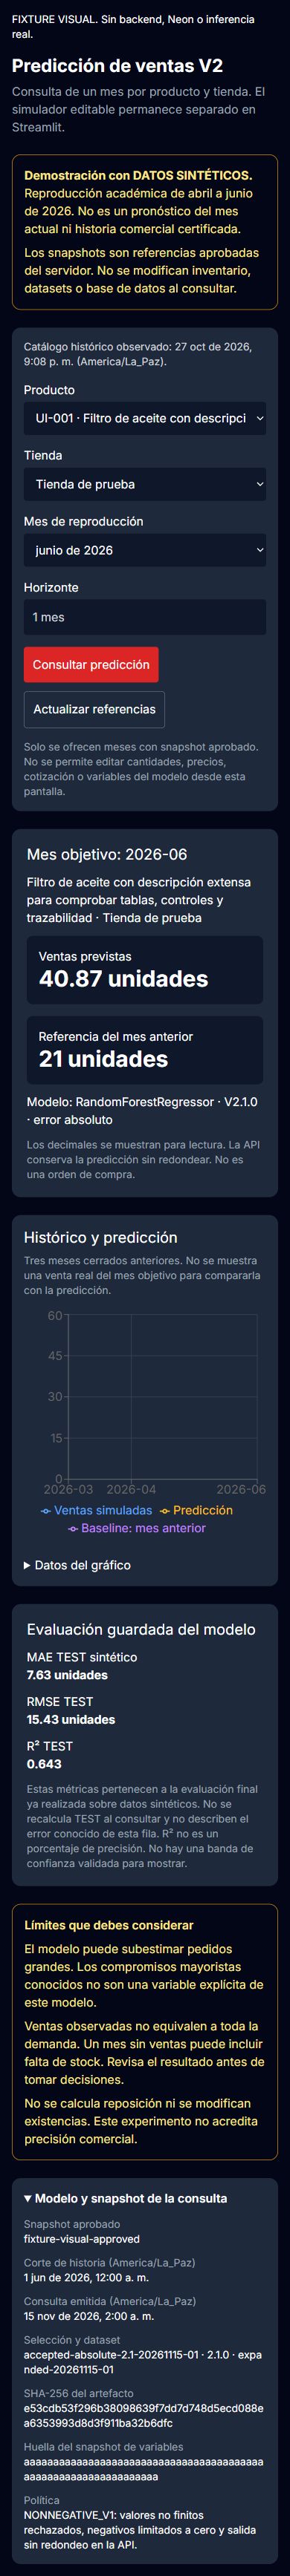 FIXTURE VISUAL. Sin backend, Neon o inferencia
real.
Predicción de ventas V2
Consulta de un mes por producto y tienda. El
simulador editable permanece separado en
Streamlit.
Demostración con DATOS SINTÉTICOS.
Reproducción académica de abril a junio
de 2026. No es un pronóstico del mes
actual ni historia comercial certificada.
Los snapshots son referencias aprobadas
del servidor. No se modifican inventario,
datasets o base de datos al consultar.
Catálogo histórico observado: 27 oct de 2026,
9:08 p. m. (America/La_Paz).
Producto
UI-001 · Filtro de aceite con descripci
Tienda
Tienda de prueba
Mes de reproducción
junio de 2026
Horizonte
1 mes
Consultar predicción
Actualizar referencias
Solo se ofrecen meses con snapshot aprobado.
No se permite editar cantidades, precios,
cotización o variables del modelo desde esta
pantalla.
Mes objetivo: 2026-06
Filtro de aceite con descripción extensa
para comprobar tablas, controles y
trazabilidad · Tienda de prueba
Ventas previstas
40.87 unidades
Referencia del mes anterior
21 unidades
Modelo: RandomForestRegressor · V2.1.0
· error absoluto
Los decimales se muestran para lectura. La API
conserva la predicción sin redondear. No es
una orden de compra.
Histórico y predicción
Tres meses cerrados anteriores. No se muestra
una venta real del mes objetivo para compararla
con la predicción.
60
45
30
15
0
2026-03 2026-04 2026-06
Ventas simuladas Predicción
Baseline: mes anterior
Datos del gráfico
Evaluación guardada del modelo
MAE TEST sintético
7.63 unidades
RMSE TEST
15.43 unidades
R² TEST
0.643
Estas métricas pertenecen a la evaluación final
ya realizada sobre datos sintéticos. No se
recalcula TEST al consultar y no describen el
error conocido de esta fila. R² no es un
porcentaje de precisión. No hay una banda de
confianza validada para mostrar.
Límites que debes considerar
El modelo puede subestimar pedidos
grandes. Los compromisos mayoristas
conocidos no son una variable explícita de
este modelo.
Ventas observadas no equivalen a toda la
demanda. Un mes sin ventas puede incluir
falta de stock. Revisa el resultado antes de
tomar decisiones.
No se calcula reposición ni se modifican
existencias. Este experimento no acredita
precisión comercial.
Modelo y snapshot de la consulta
Snapshot aprobado
fixture-visual-approved
Corte de historia (America/La_Paz)
1 jun de 2026, 12:00 a. m.
Consulta emitida (America/La_Paz)
15 nov de 2026, 2:00 a. m.
Selección y dataset
accepted-absolute-2.1-20261115-01 · 2.1.0 · expa
nded-20261115-01
SHA-256 del artefacto
e53cdb53f296b38098639f7dd7d748d5ecd088e
a6353993d8d3f911ba32b6dfc
Huella del snapshot de variables
aaaaaaaaaaaaaaaaaaaaaaaaaaaaaaaaaaaaaaaaa
aaaaaaaaaaaaaaaaaaaaaaa
Política
NONNEGATIVE_V1: valores no finitos
rechazados, negativos limitados a cero y salida
sin redondeo en la API.